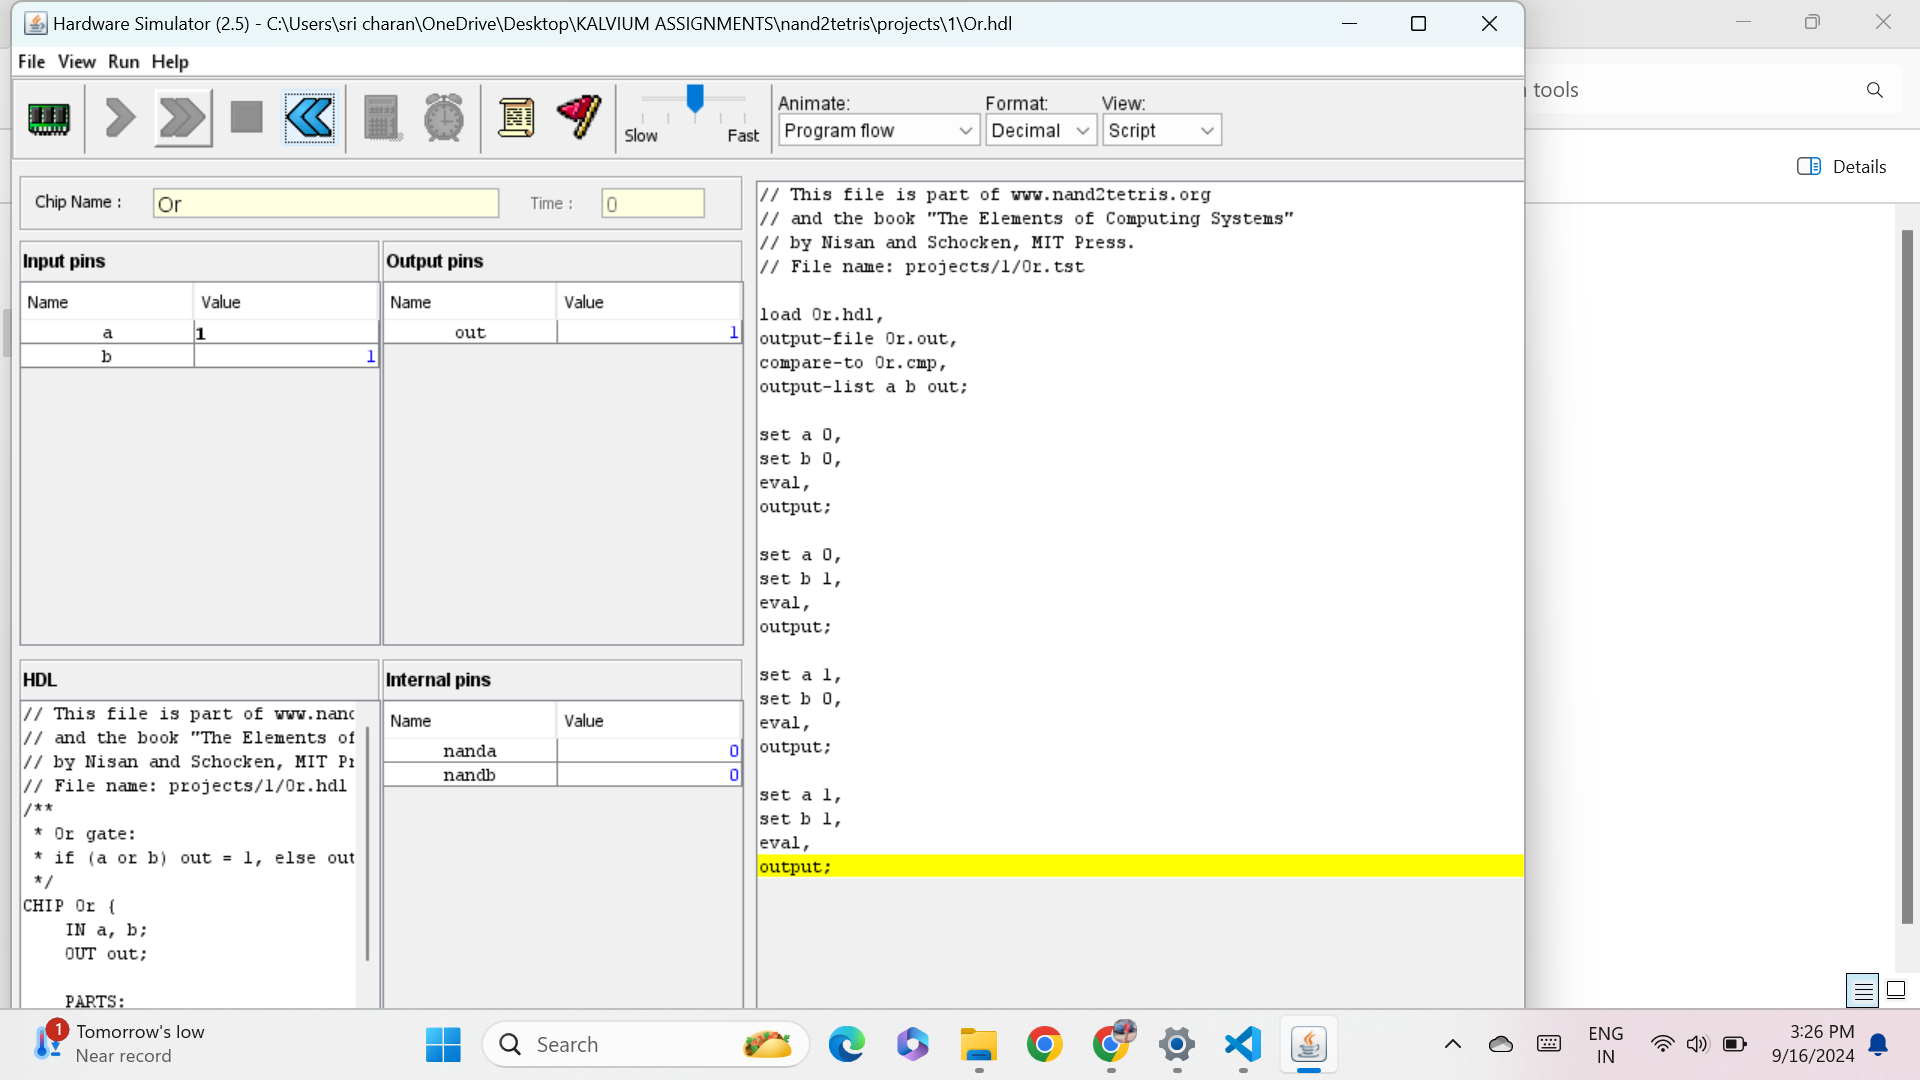 Hardware Simulator (2.5) - C:\Users\sri charan\OneDrive\Desktop\KALVIUM ASSIGNMENTS\nand2tetris\projects\1\Or.hdl
File View Run Help
Slow Fast
Animate: Format: View:
Program flow Decimal Script
tools
Details
Chip Name : Or Time : 0
Input pins Output pins
Name Value Name Value
a 1 out 1
b 1
// This file is part of www.nand2tetris.org
// and the book "The Elements of Computing Systems"
// by Nisan and Schocken, MIT Press.
// File name: projects/1/Or.tst
load Or.hdl,
output-file Or.out,
compare-to Or.cmp,
output-list a b out;
set a 0,
set b 0,
eval,
output;
set a 0,
set b 1,
eval,
output;
set a 1,
set b 0,
eval,
output;
set a 1,
set b 1,
eval,
output;
HDL
// This file is part of www.nand
// and the book "The Elements of
// by Nisan and Schocken, MIT Pr
// File name: projects/1/Or.hdl
/**
* Or gate:
* if (a or b) out = 1, else out
*/
CHIP Or {
IN a, b;
OUT out;
PARTS:
Internal pins
Name Value
nanda 0
nandb 0
1
Tomorrow's low
Near record
Search
ENG
IN
3:26 PM
9/16/2024